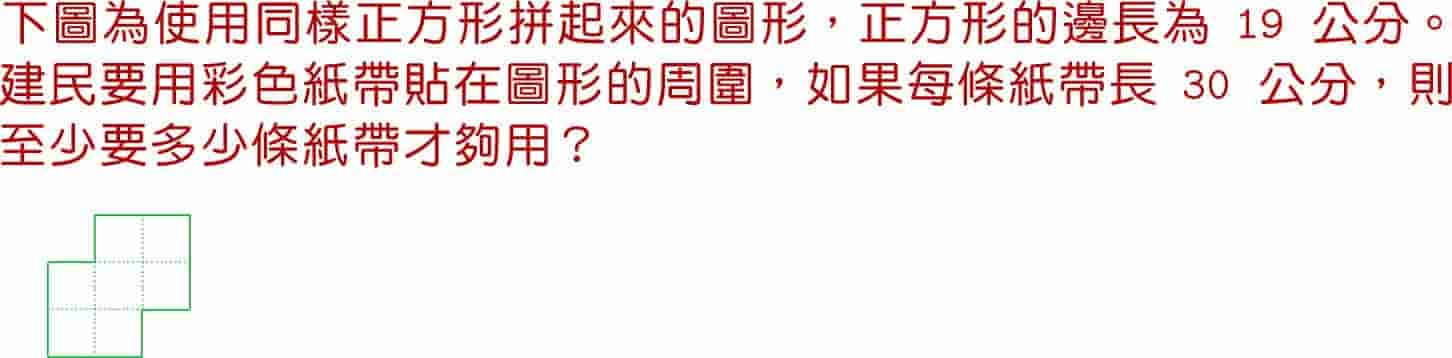 下圖為使用同樣正方形拼起來的圖形，正方形的邊長為 19 公分。
建民要用彩色紙帶貼在圖形的周圍，如果每條紙帶長 30 公分，則
至少要多少條紙帶才夠用？